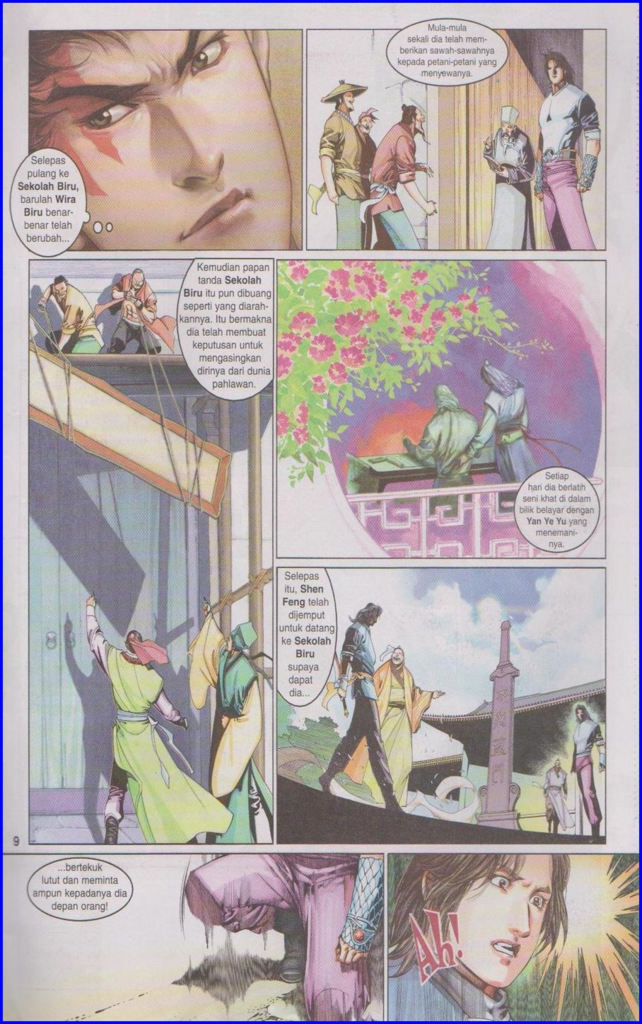 Selepas
pulang ke
Sekolah Biru,
barulah Wira
Biru benar-
benar telah
berubah...
Mula-mula
sekali dia telah mem-
berikan sawah-sawahnya
kepada petani-petani yang
menyewanya.
Kemudian papan
tanda Sekolah
Biru itu pun dibuang
seperti yang diarah-
kannya. Itu bermakna
dia telah membuat
keputusan untuk
mengasingkan
dirinya dari dunia
pahlawan.
Setiap
hari dia berlatih
seni khat di dalam
bilik belajar dengan
Yan Ye Yu yang
menemani-
nya.
Selepas
itu, Shen
Feng telah
dijemput
untuk datang
ke Sekolah
Biru
supaya
dapat
dia...
9
...bertekuk
lutut dan meminta
ampun kepadanya dia
depan orang!
Ah!